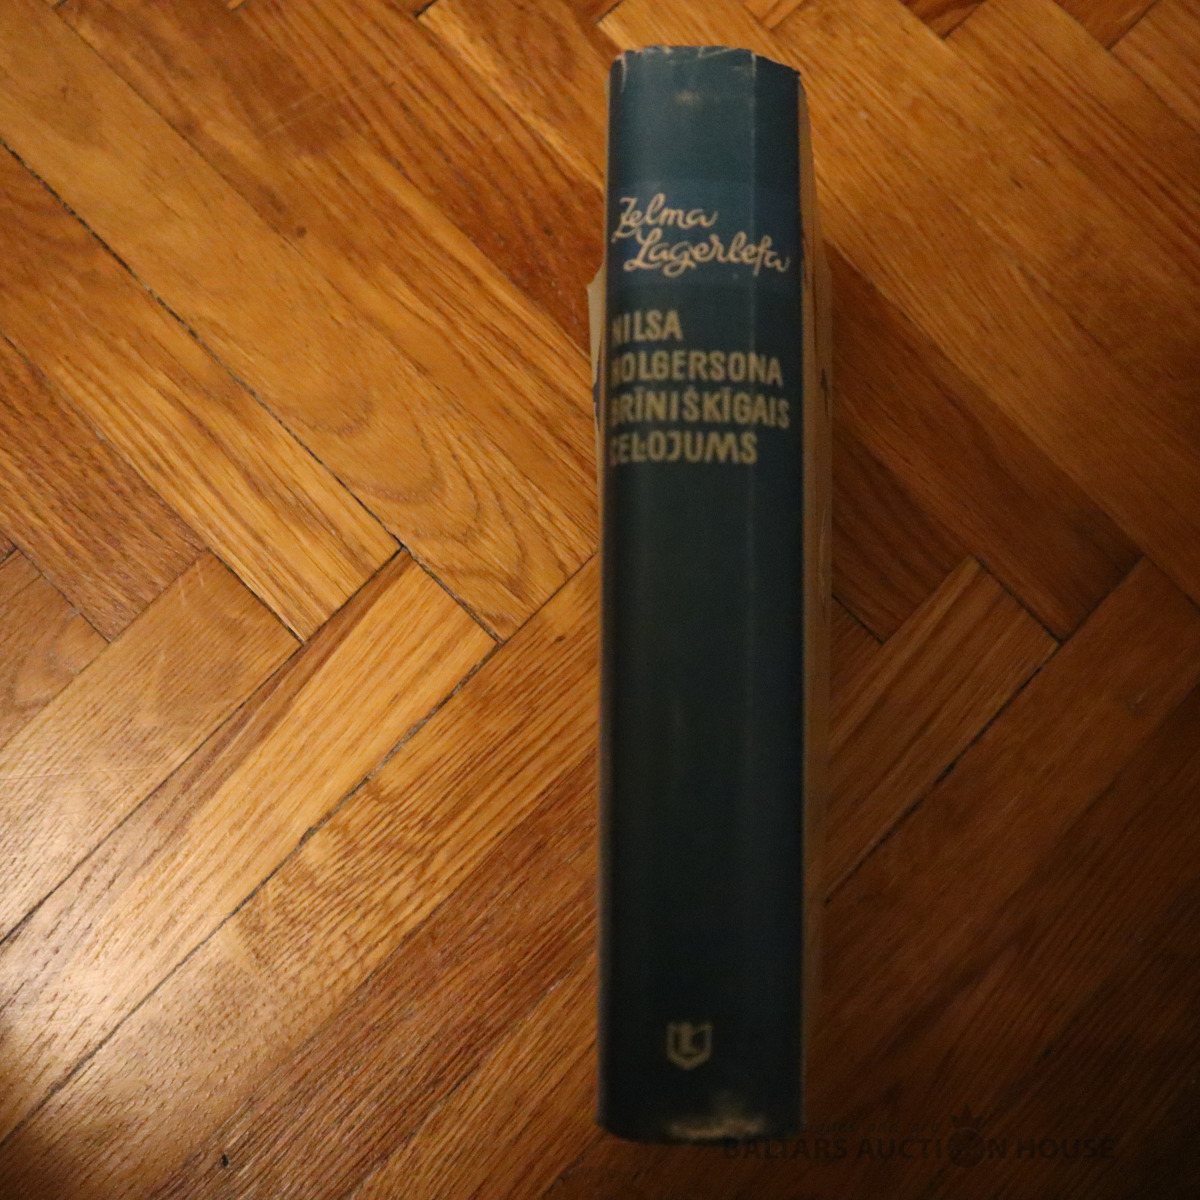 Zelma
Lagerlefa
NILSA
HOLGERSONA
BRĪNIŠĶĪGAIS
CEĻOJUMS
BALTARS AUCTION HOUSE